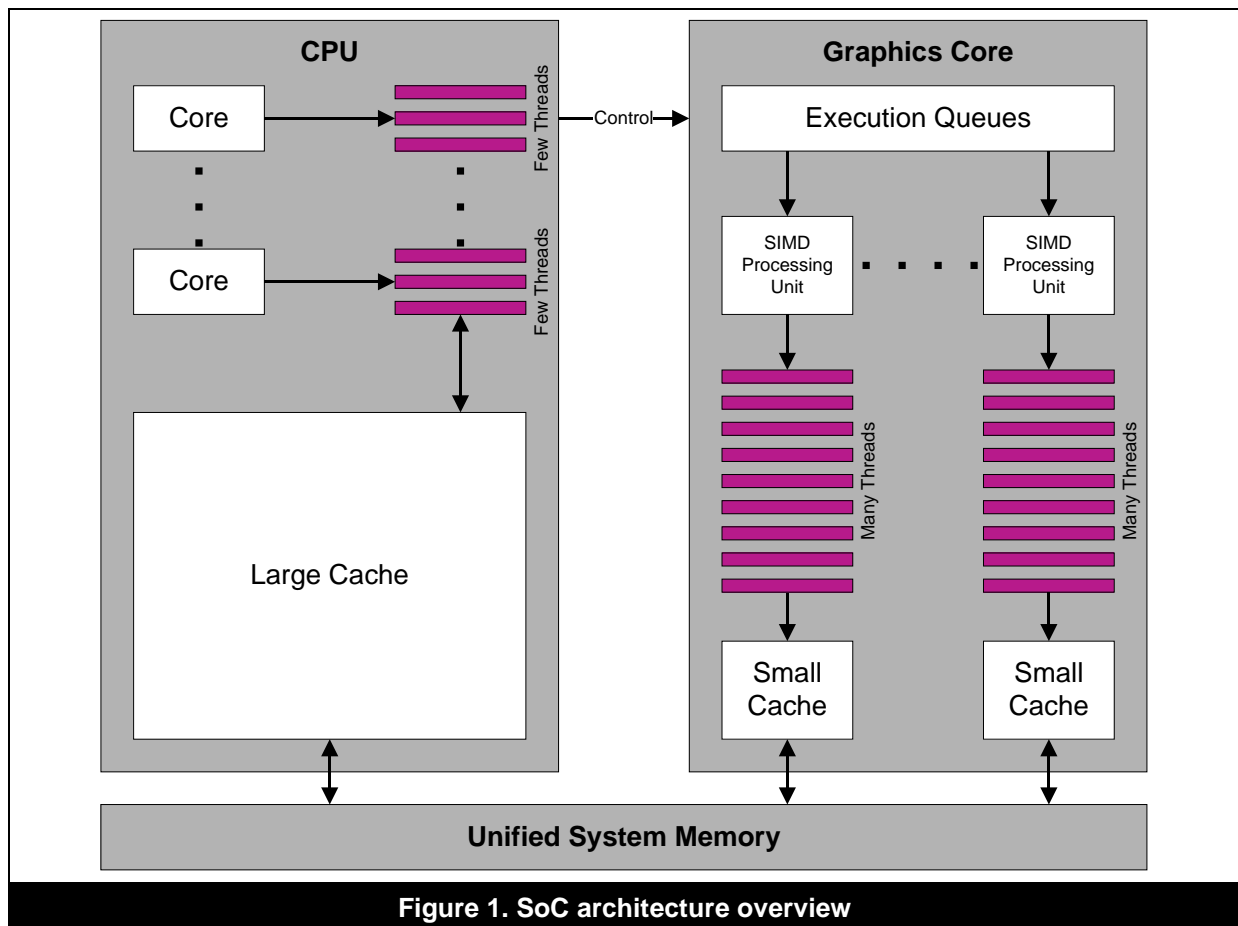 CPU
Core
Few Threads
Core
Few Threads
Large Cache
Control
Graphics Core
Execution Queues
SIMD
Processing
Unit
SIMD
Processing
Unit
Many Threads
Many Threads
Small
Cache
Small
Cache
Unified System Memory
Figure 1. SoC architecture overview